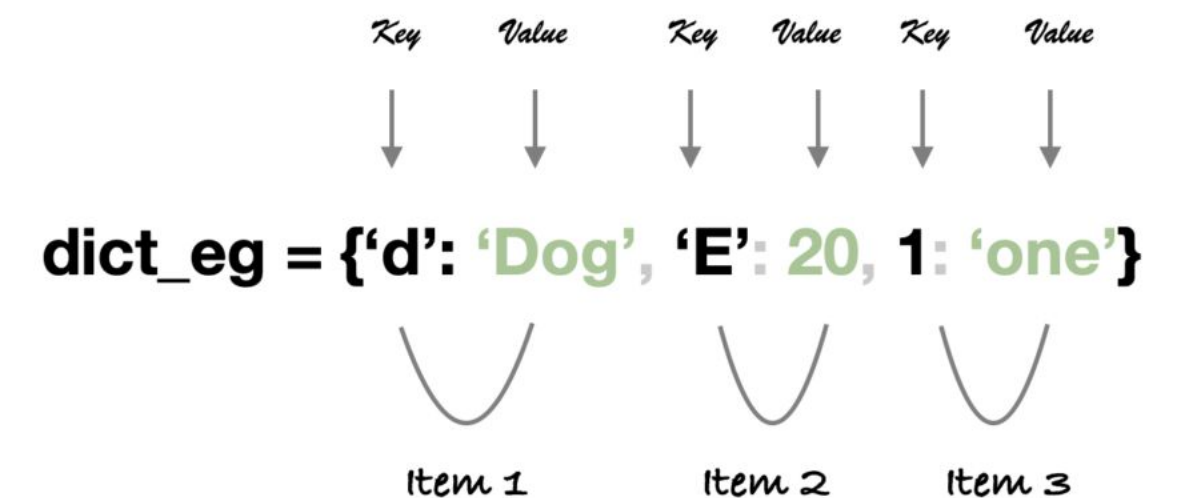 Key Value Key Value Key Value
dict_eg = {‘d’: ‘Dog’, ‘E’: 20, 1: ‘one’}
Item 1 Item 2 Item 3